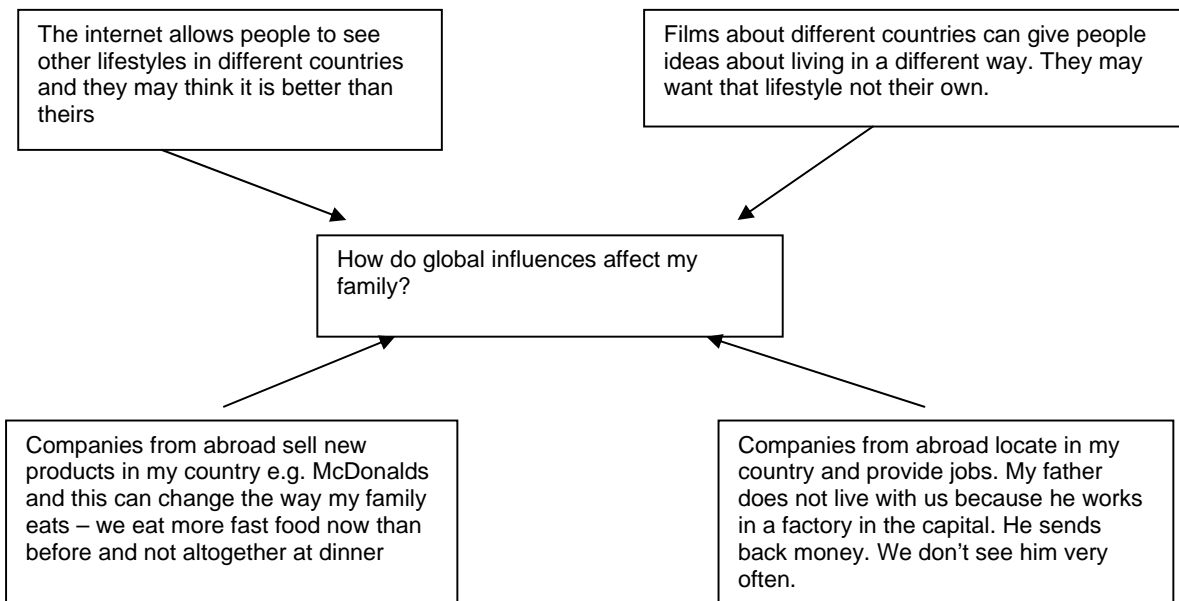 The internet allows people to see
other lifestyles in different countries
and they may think it is better than
theirs
Films about different countries can give people
ideas about living in a different way. They may
want that lifestyle not their own.
How do global influences affect my
family?
Companies from abroad sell new
products in my country e.g. McDonalds
and this can change the way my family
eats – we eat more fast food now than
before and not altogether at dinner
Companies from abroad locate in my
country and provide jobs. My father
does not live with us because he works
in a factory in the capital. He sends
back money. We don’t see him very
often.